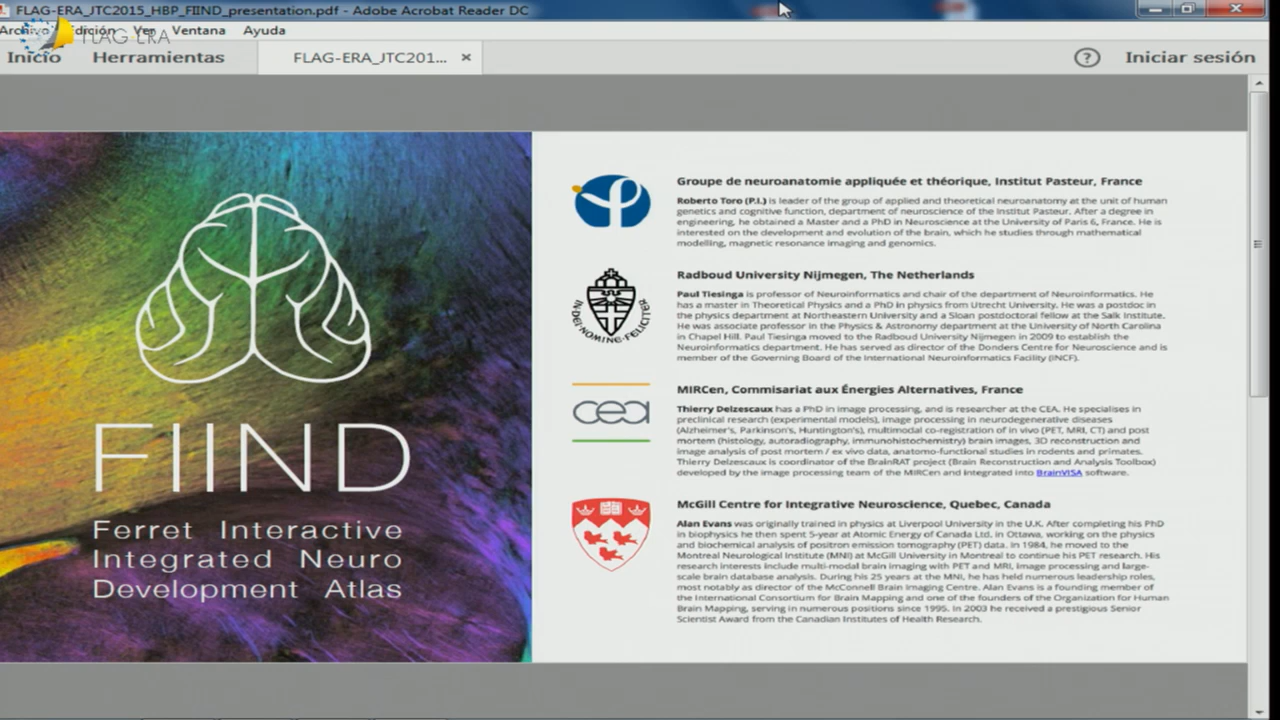 FLAG-ERA_JTC2015_HBP_FIIND_presentation.pdf - Adobe Acrobat Reader DC
Archivo Edición Ver Ventana Ayuda
FLAG ERA
Inicio Herramientas FLAG-ERA_JTC201... × ? Iniciar sesión
FIIND
Ferret Interactive
Integrated Neuro
Development Atlas
Groupe de neuroanatomie appliquée et théorique, Institut Pasteur, France
Roberto Toro (P.I.) is leader of the group of applied and theoretical neuroanatomy at the unit of human
genetics and cognitive function, department of neuroscience of the Institut Pasteur. After a degree in
engineering, he obtained a Master and a PhD in Neuroscience at the University of Paris 6, France. He is
interested on the development and evolution of the brain, which he studies through mathematical
modelling, magnetic resonance imaging and genomics.
IN·DEI·NOMINE·FELICITER
Radboud University Nijmegen, The Netherlands
Paul Tiesinga is professor of Neuroinformatics and chair of the department of Neuroinformatics. He
has a master in Theoretical Physics and a PhD in physics from Utrecht University. He was a postdoc in
the physics department at Northeastern University and a Sloan postdoctoral fellow at the Salk Institute.
He was associate professor in the Physics & Astronomy department at the University of North Carolina
in Chapel Hill. Paul Tiesinga moved to the Radboud University Nijmegen in 2009 to establish the
Neuroinformatics department. He has served as director of the Donders Centre for Neuroscience and is
member of the Governing Board of the International Neuroinformatics Facility (INCF).
cea
MIRCen, Commisariat aux Énergies Alternatives, France
Thierry Delzescaux has a PhD in image processing, and is researcher at the CEA. He specialises in
preclinical research (experimental models), image processing in neurodegenerative diseases
(Alzheimer's, Parkinson's, Huntington's), multimodal co-registration of in vivo (PET, MRI, CT) and post
mortem (histology, autoradiography, immunohistochemistry) brain images, 3D reconstruction and
image analysis of post mortem / ex vivo data, anatomo-functional studies in rodents and primates.
Thierry Delzescaux is coordinator of the BrainRAT project (Brain Reconstruction and Analysis Toolbox)
developed by the image processing team of the MIRCen and integrated into BrainVISA software.
McGill Centre for Integrative Neuroscience, Quebec, Canada
Alan Evans was originally trained in physics at Liverpool University in the U.K. After completing his PhD
in biophysics he then spent 5-year at Atomic Energy of Canada Ltd. in Ottawa, working on the physics
and biochemical analysis of positron emission tomography (PET) data. In 1984, he moved to the
Montreal Neurological Institute (MNI) at McGill University in Montreal to continue his PET research. His
research interests include multi-modal brain imaging with PET and MRI, image processing and large-
scale brain database analysis. During his 25 years at the MNI, he has held numerous leadership roles,
most notably as director of the McConnell Brain Imaging Centre. Alan Evans is a founding member of
the International Consortium for Brain Mapping and one of the founders of the Organization for Human
Brain Mapping, serving in numerous positions since 1995. In 2003 he received a prestigious Senior
Scientist Award from the Canadian Institutes of Health Research.